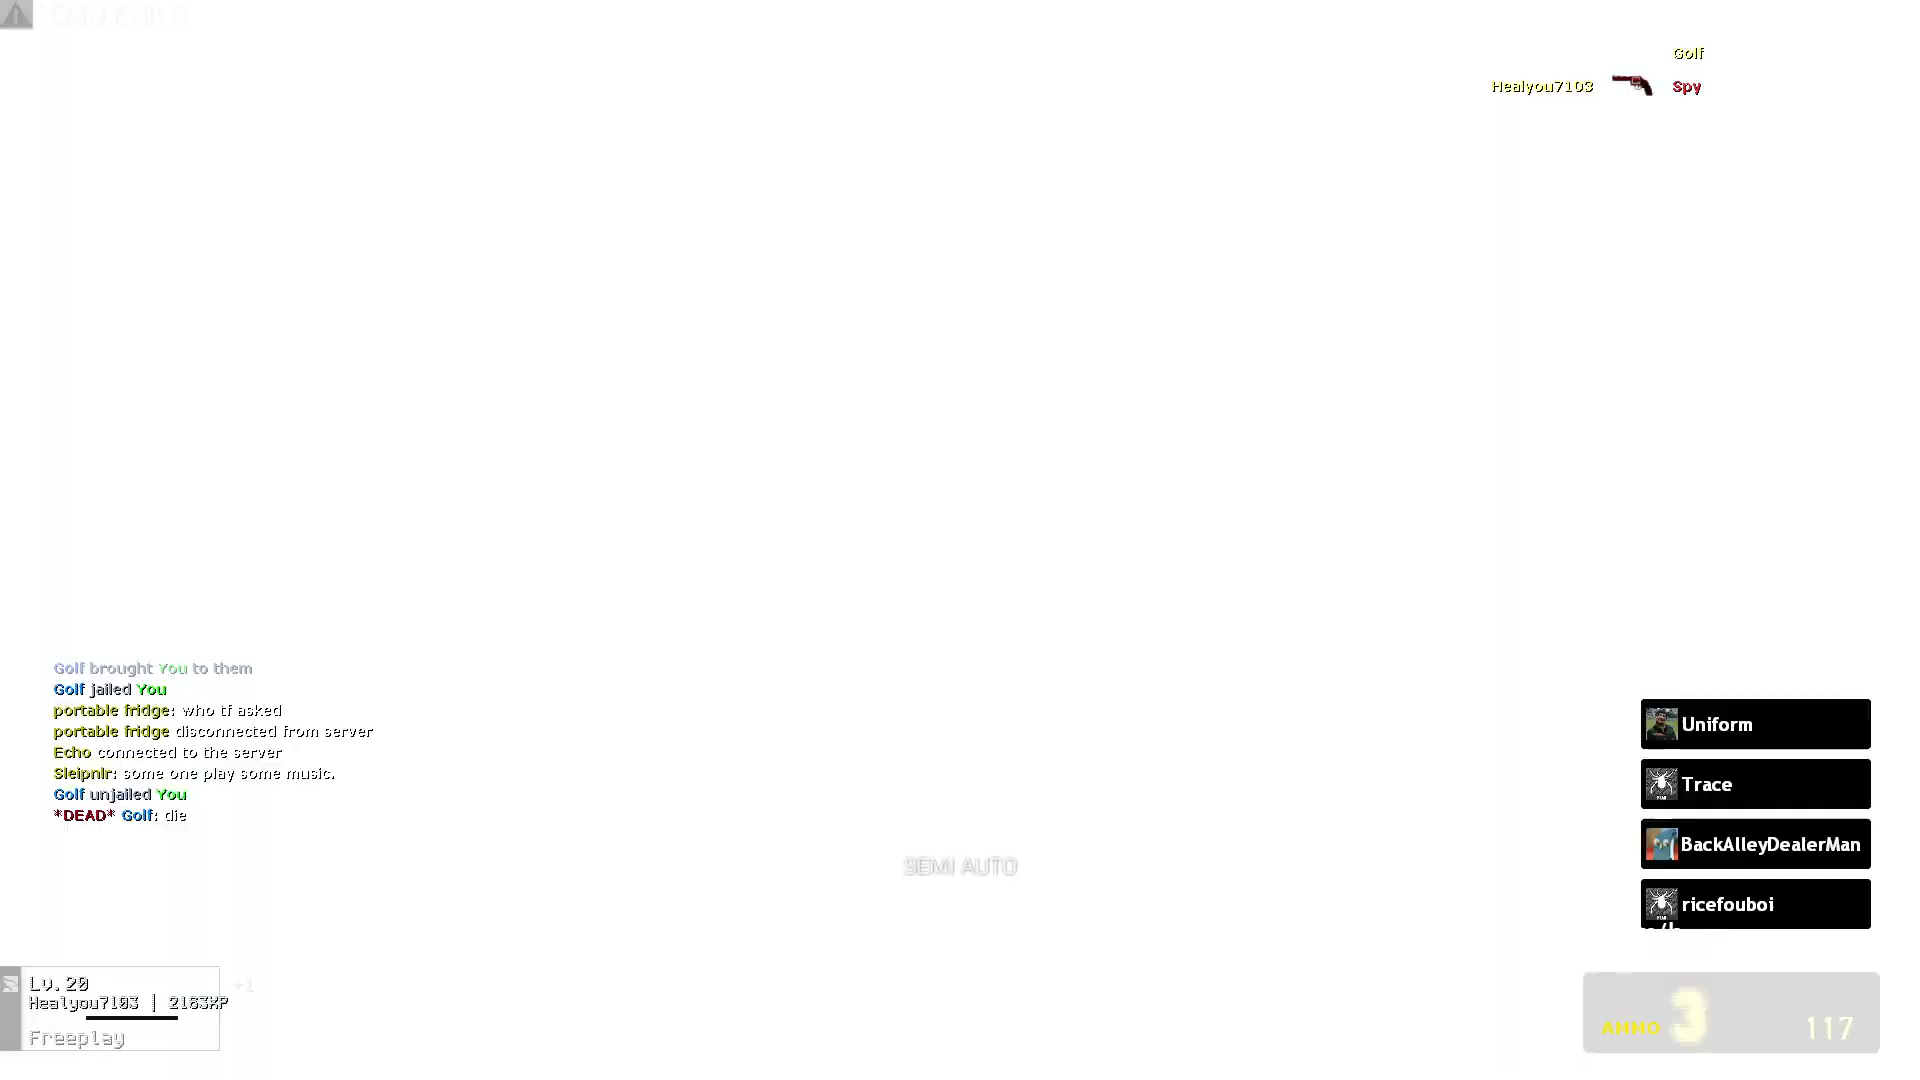 Golf
Healyou7103 Spy
Golf brought You to them
Golf jailed You
portable fridge: who tf asked
portable fridge disconnected from server
Echo connected to the server
Sleipnir: some one play some music.
Golf unjailed You
*DEAD* Golf: die
SEMI AUTO
Uniform
Trace
BackAlleyDealerMan
ricefouboi
Lv.20 +1
Healyou7103 | 2163XP
Freeplay
AMMO 3 117